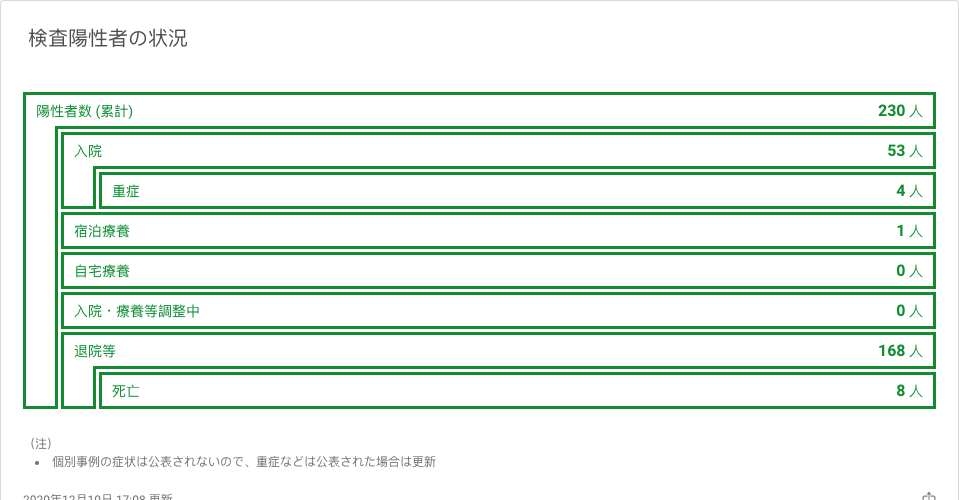 検査陽性者の状況
陽性者数 (累計) 230 人
入院 53 人
重症 4 人
宿泊療養 1 人
自宅療養 0 人
入院・療養等調整中 0 人
退院等 168 人
死亡 8 人
(注)
• 個別事例の症状は公表されないので、重症などは公表された場合は更新
2020年12月10日 17:08 更新